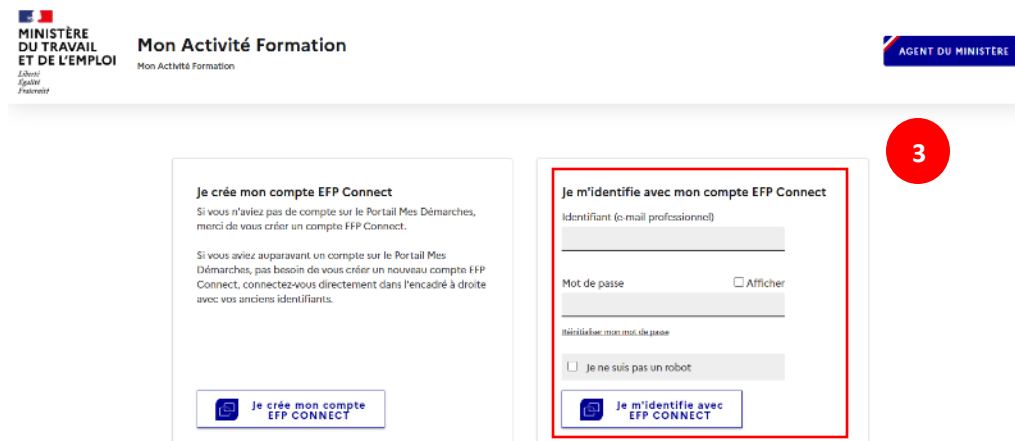 MINISTÈRE
DU TRAVAIL
ET DE L'EMPLOI
Liberté
Égalité
Fraternité
Mon Activité Formation
Mon Activité Formation
AGENT DU MINISTÈRE
3
Je crée mon compte EFP Connect
Si vous n'aviez pas de compte sur le Portail Mes Démarches,
merci de vous créer un compte EFP Connect.
Si vous aviez auparavant un compte sur le Portail Mes
Démarches, pas besoin de vous créer un nouveau compte EFP
Connect, connectez-vous directement dans l'encadré à droite
avec vos anciens identifiants.
Je crée mon compte
EFP CONNECT
Je m'identifie avec mon compte EFP Connect
Identifiant (e-mail professionnel)
Mot de passe
Afficher
Réinitialiser mon mot de passe
Je ne suis pas un robot
Je m'identifie avec
EFP CONNECT